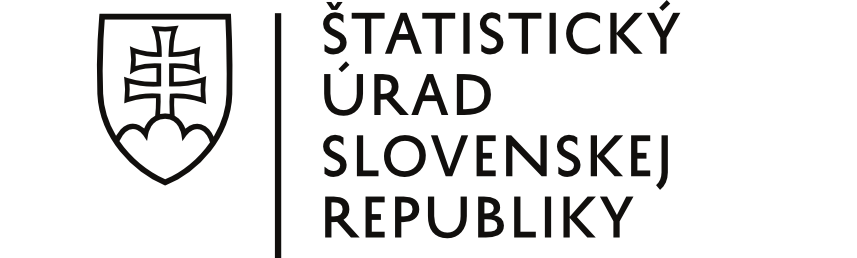 ŠTATISTICKÝ
ÚRAD
SLOVENSKEJ
REPUBLIKY